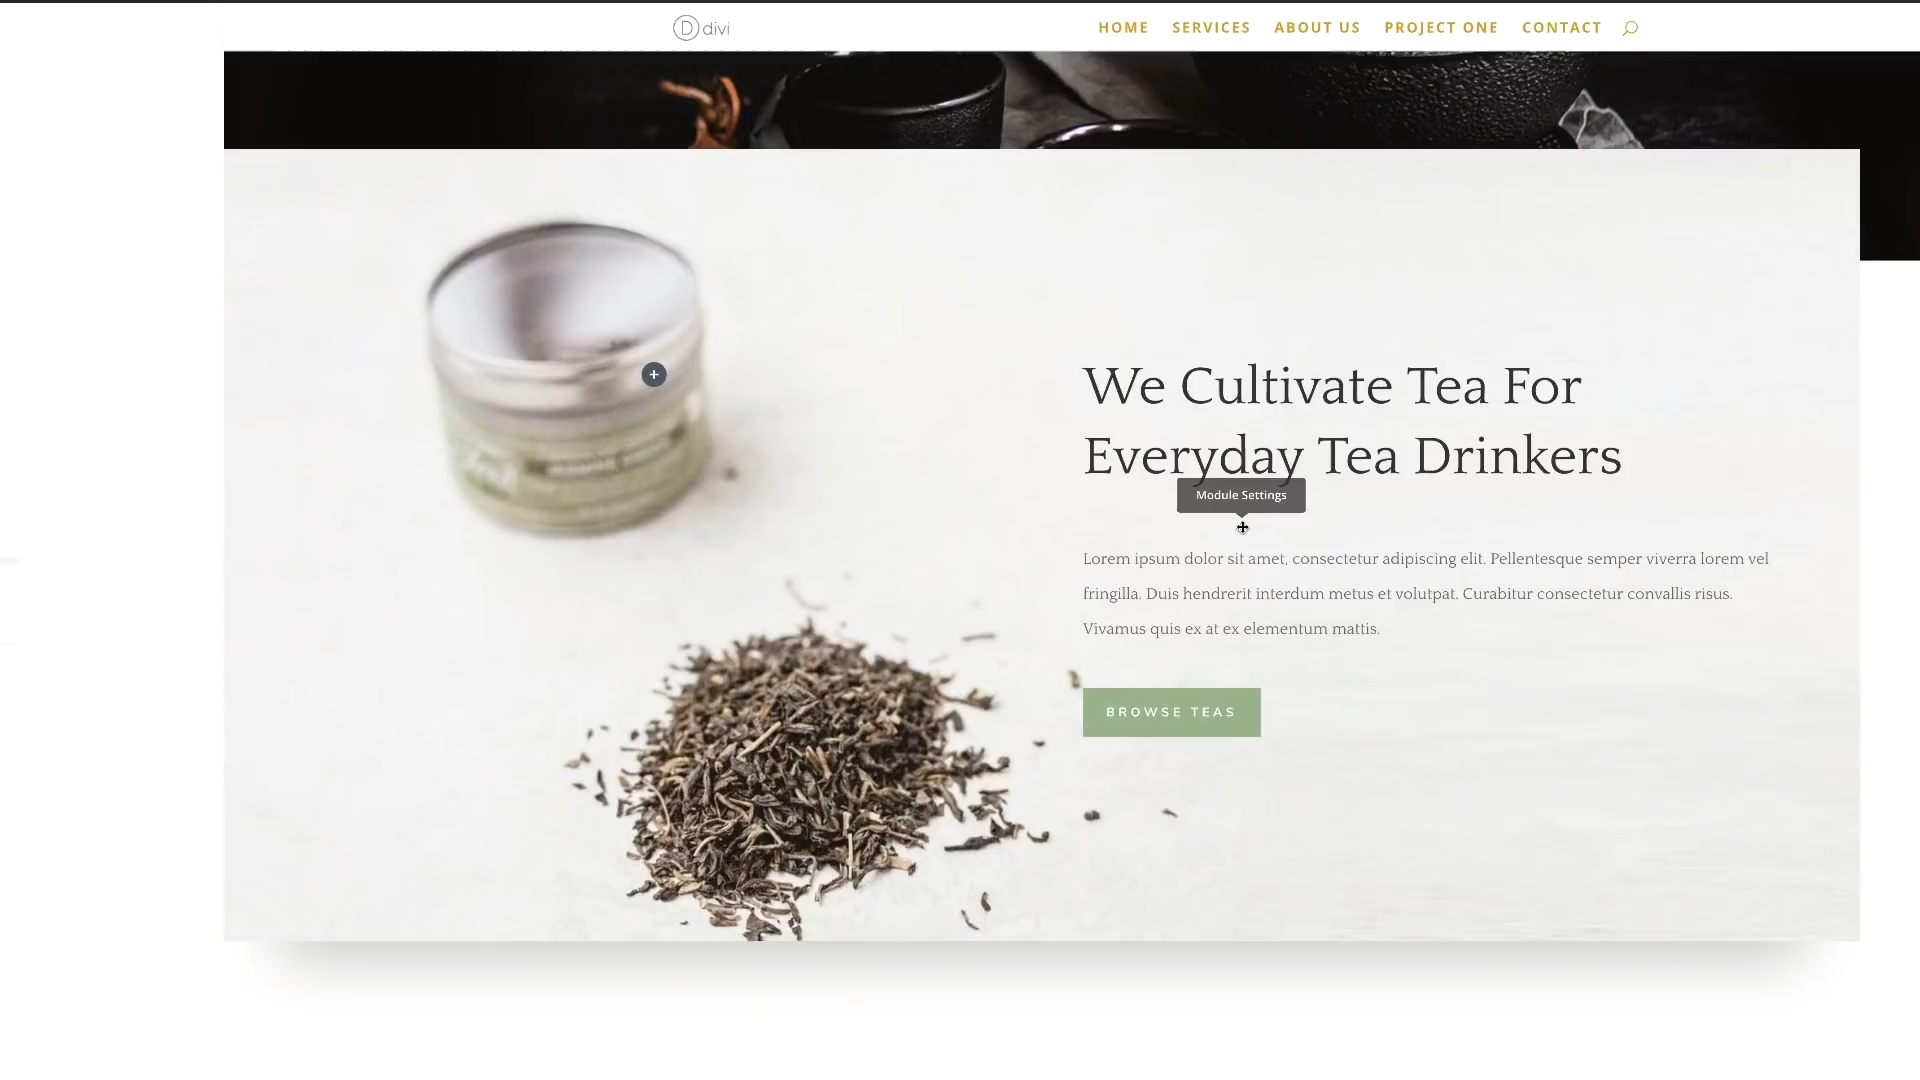 divi
HOME SERVICES ABOUT US PROJECT ONE CONTACT
We Cultivate Tea For
Everyday Tea Drinkers
Module Settings
Lorem ipsum dolor sit amet, consectetur adipiscing elit. Pellentesque semper viverra lorem vel
fringilla. Duis hendrerit interdum metus et volutpat. Curabitur consectetur convallis risus.
Vivamus quis ex at ex elementum mattis.
BROWSE TEAS